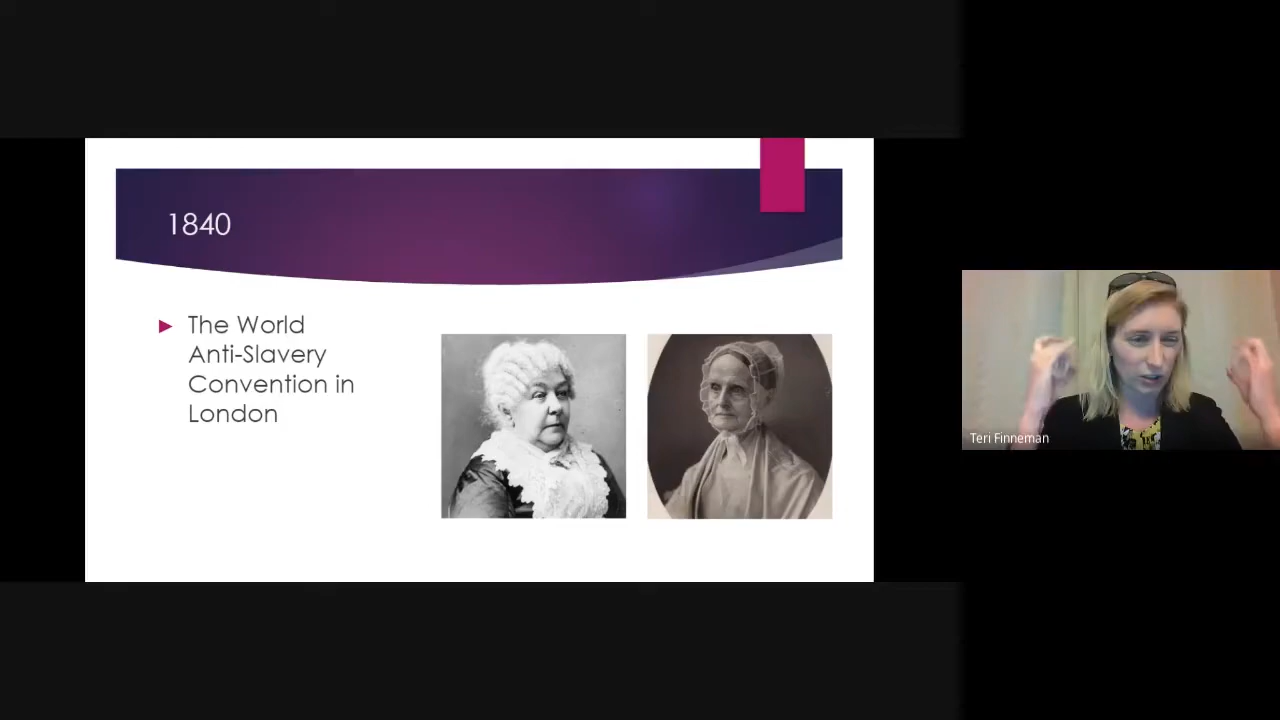 1840
The World
Anti-Slavery
Convention in
London
Teri Finneman